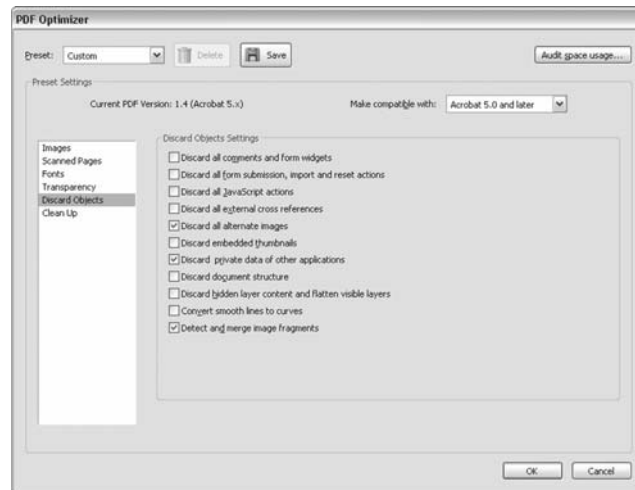 PDF Optimizer
Preset: Custom Delete Save Audit space usage...
Preset Settings
Current PDF Version: 1.4 (Acrobat 5.x) Make compatible with: Acrobat 5.0 and later
Images
Scanned Pages
Fonts
Transparency
Discard Objects
Clean Up
Discard Objects Settings
Discard all comments and form widgets
Discard all form submission, import and reset actions
Discard all JavaScript actions
Discard all external cross references
Discard all alternate images
Discard embedded thumbnails
Discard private data of other applications
Discard document structure
Discard hidden layer content and flatten visible layers
Convert smooth lines to curves
Detect and merge image fragments
OK Cancel